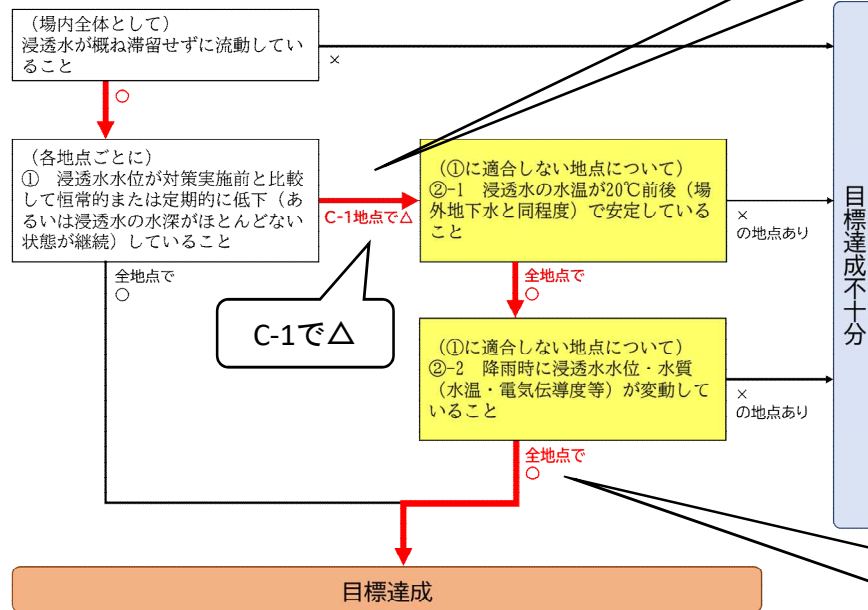 （場内全体として）
浸透水が概ね滞留せずに流動してい
ること
×
○
（各地点ごとに）
①　浸透水水位が対策実施前と比較
して恒常的または定期的に低下（あ
るいは浸透水の水深がほとんどない
状態が継続）していること
C-1地点で△
（①に適合しない地点について）
②-1　浸透水の水温が20℃前後（場
外地下水と同程度）で安定している
こと
×
の地点あり
全地点で
○
全地点で
○
C-1で△
（①に適合しない地点について）
②-2　降雨時に浸透水水位・水質
（水温・電気伝導度等）が変動して
いること
×
の地点あり
全地点で
○
目標達成不十分
目標達成